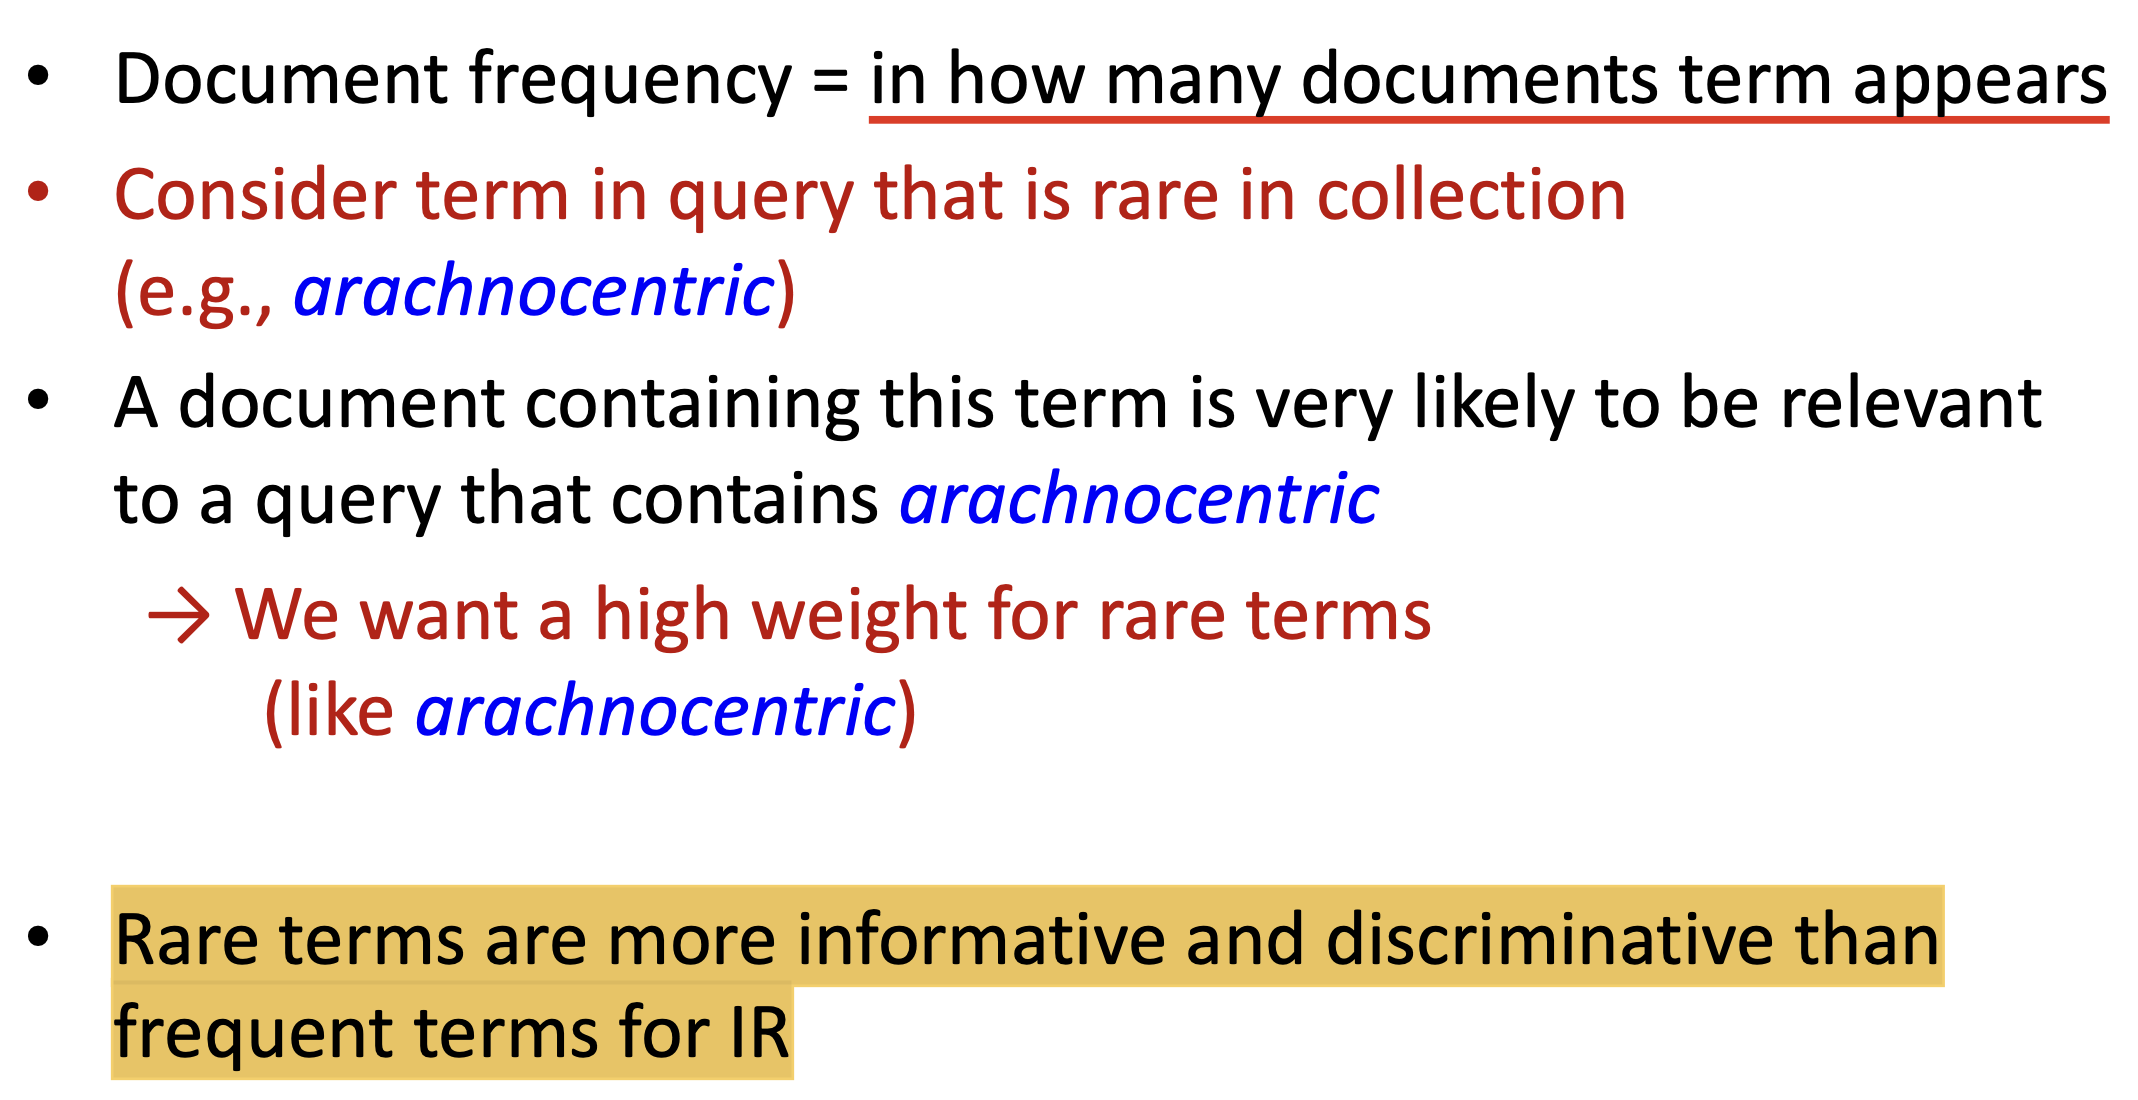 • Document frequency = in how many documents term appears
• Consider term in query that is rare in collection
(e.g., arachnocentric)
• A document containing this term is very likely to be relevant
to a query that contains arachnocentric
→ We want a high weight for rare terms
(like arachnocentric)
• Rare terms are more informative and discriminative than
frequent terms for IR